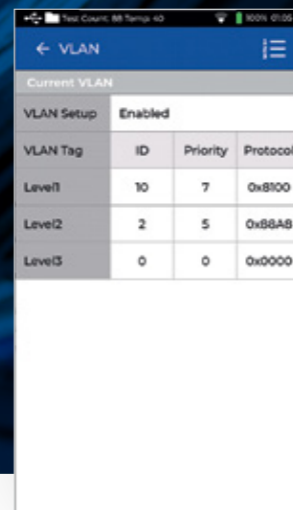 Test Count: 88 Temp: 40 100% 01:05
← VLAN
Current VLAN
VLAN Setup Enabled
VLAN Tag ID Priority Protocol
Level1 10 7 0x8100
Level2 2 5 0x88A8
Level3 0 0 0x0000